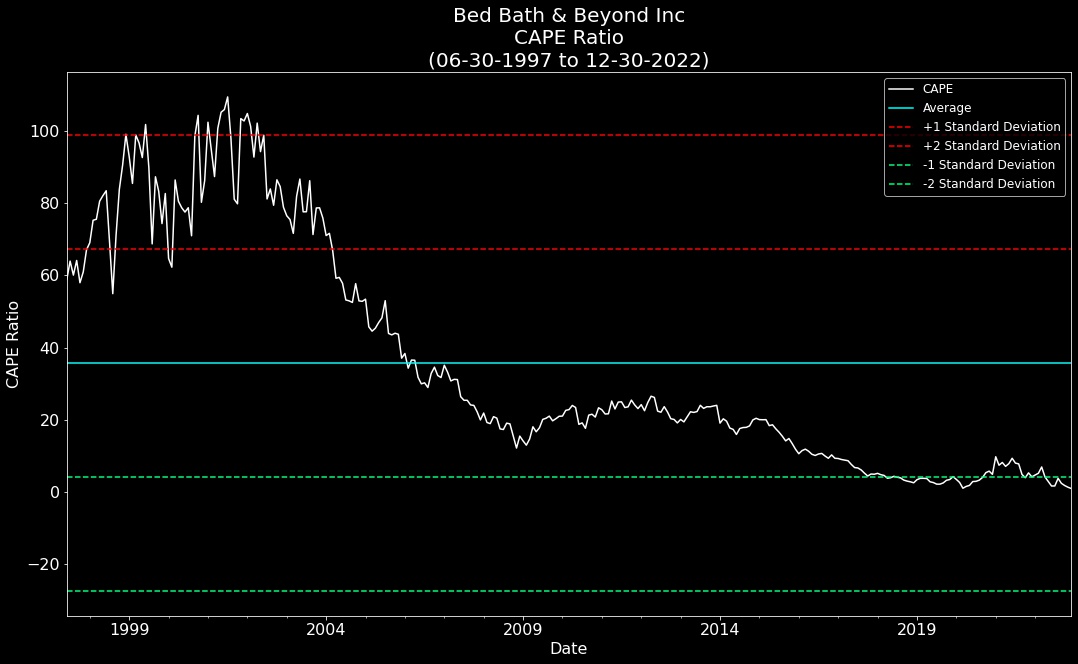 Bed Bath & Beyond Inc
CAPE Ratio
(06-30-1997 to 12-30-2022)
CAPE
Average
+1 Standard Deviation
+2 Standard Deviation
-1 Standard Deviation
-2 Standard Deviation
CAPE Ratio
100
80
60
40
20
0
−20
1999
2004
2009
2014
2019
Date